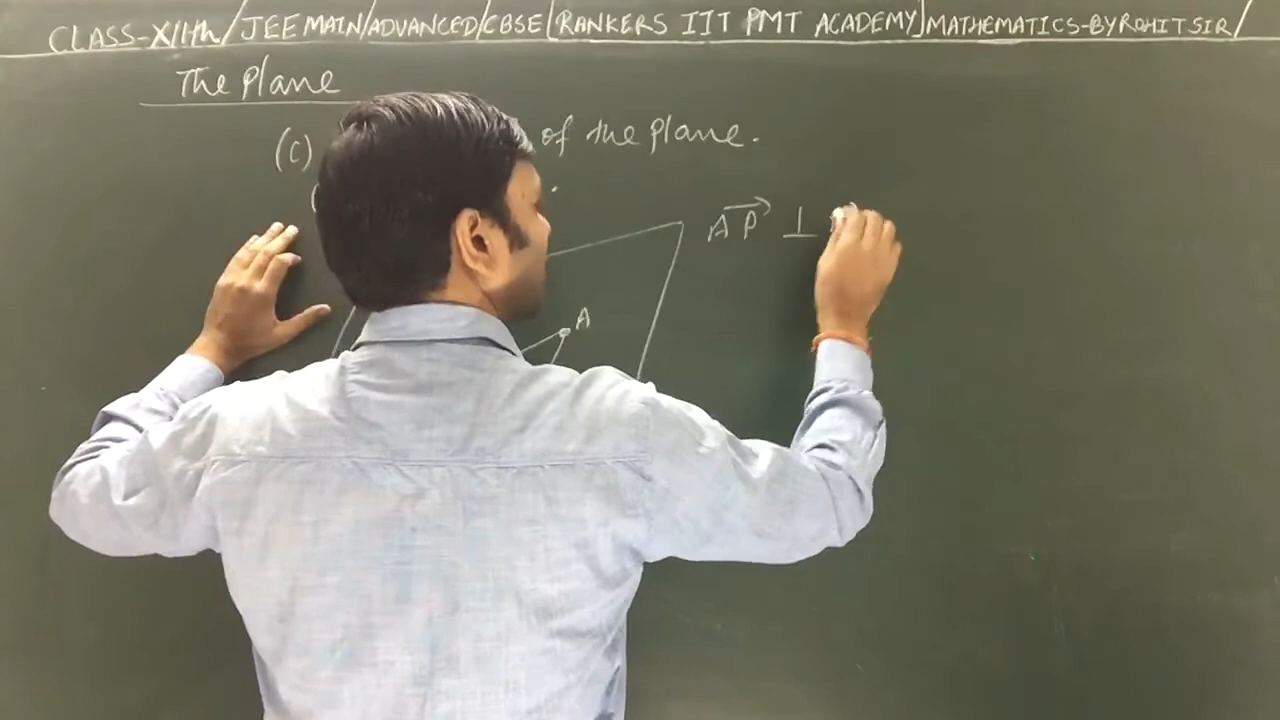 CLASS-XIIth/JEE MAIN/ADVANCED/CBSE[RANKERS IIT PMT ACADEMY]MATHEMATICS-BY ROHIT SIR/
The Plane
(C) of the plane.
AP ⊥
A